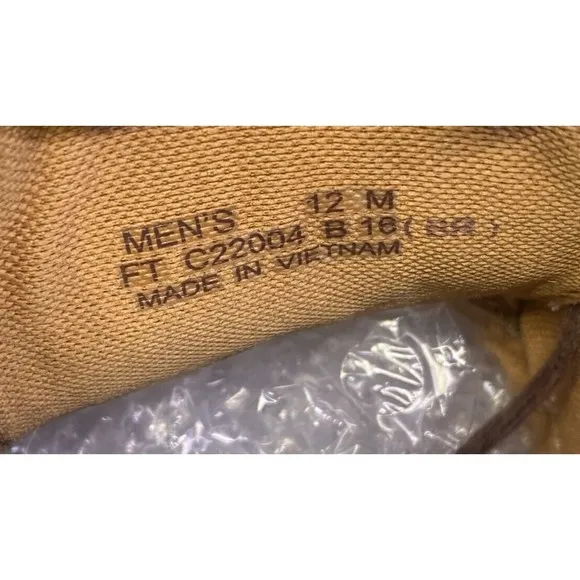 MEN'S 12 M
FT C22004 B 16 ( )
MADE IN VIETNAM